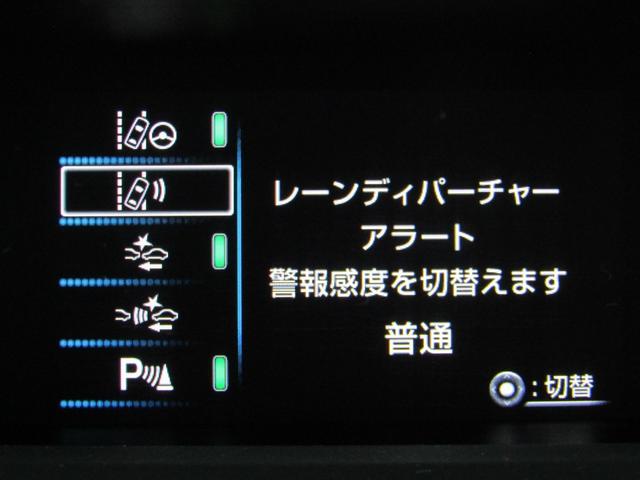 レーンディパーチャー
アラート
警報感度を切替えます
普通
P
:切替